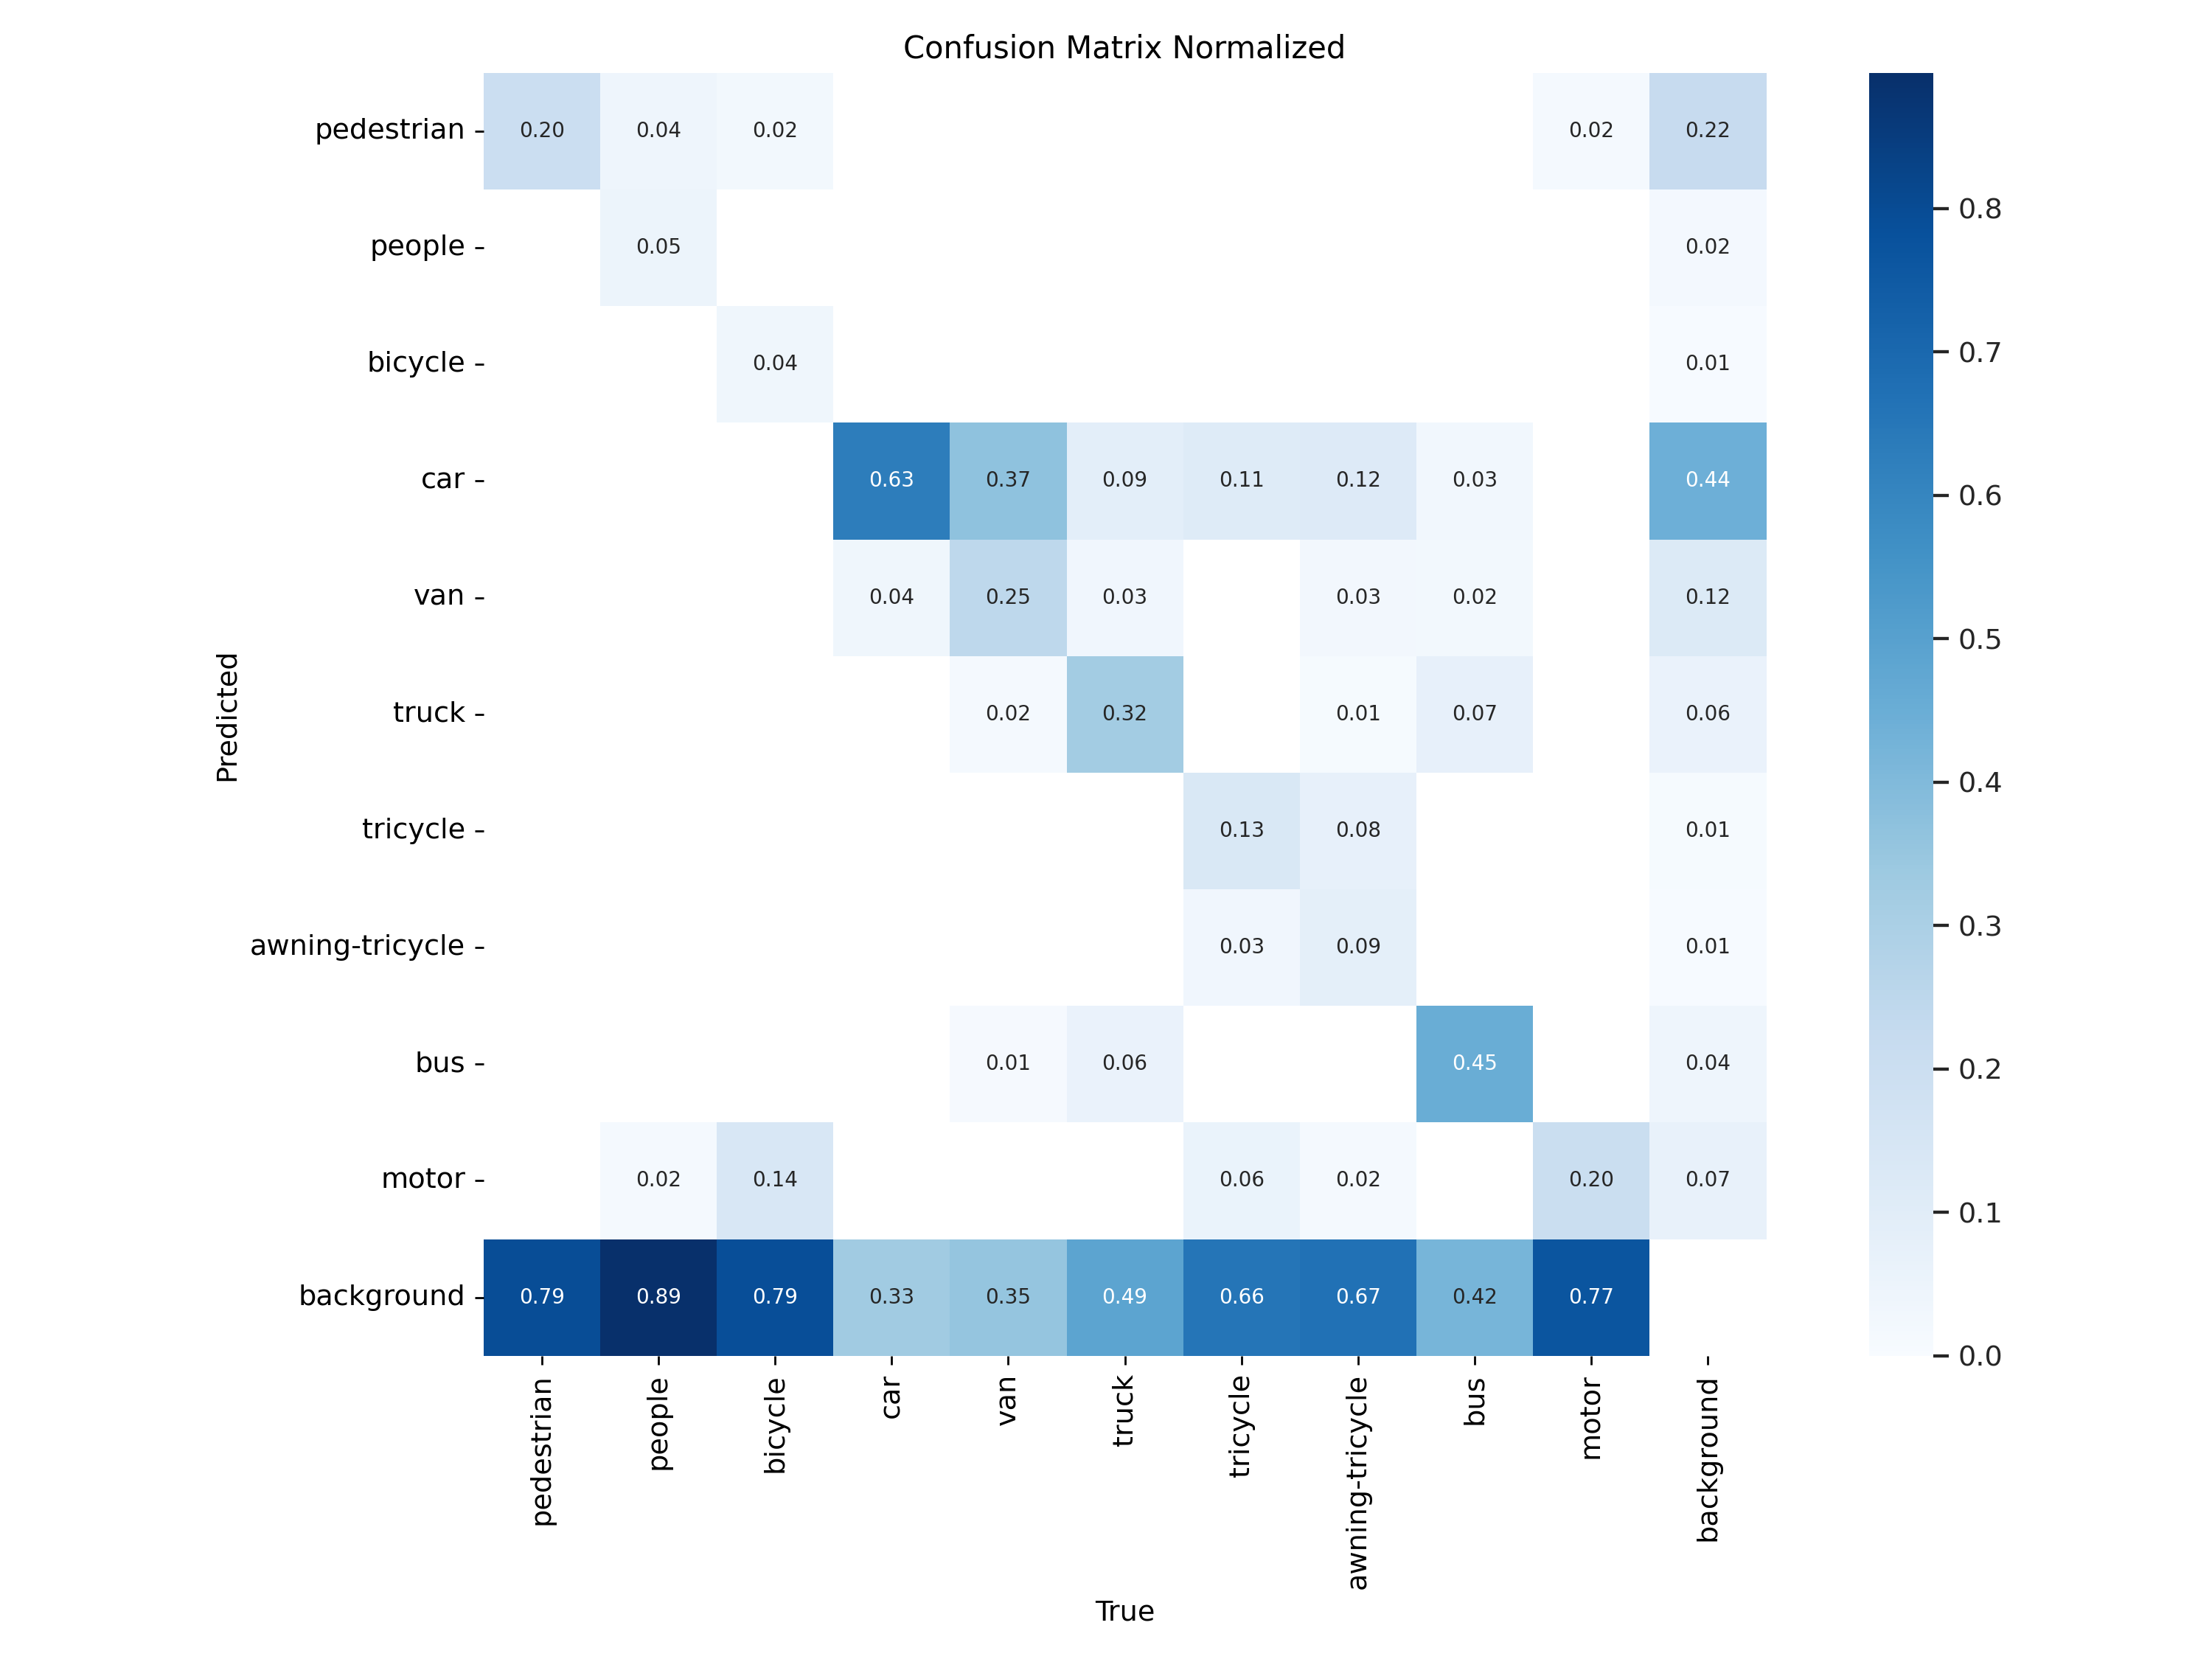 Confusion Matrix Normalized
pedestrian 0.20 0.04 0.02 0.02 0.22
people 0.05 0.02
bicycle 0.04 0.01
car 0.63 0.37 0.09 0.11 0.12 0.03 0.44
van 0.04 0.25 0.03 0.03 0.02 0.12
truck 0.02 0.32 0.01 0.07 0.06
tricycle 0.13 0.08 0.01
awning-tricycle 0.03 0.09 0.01
bus 0.01 0.06 0.45 0.04
motor 0.02 0.14 0.06 0.02 0.20 0.07
background 0.79 0.89 0.79 0.33 0.35 0.49 0.66 0.67 0.42 0.77
Predicted
pedestrian people bicycle car van truck tricycle awning-tricycle bus motor background
True
0.8
0.7
0.6
0.5
0.4
0.3
0.2
0.1
0.0